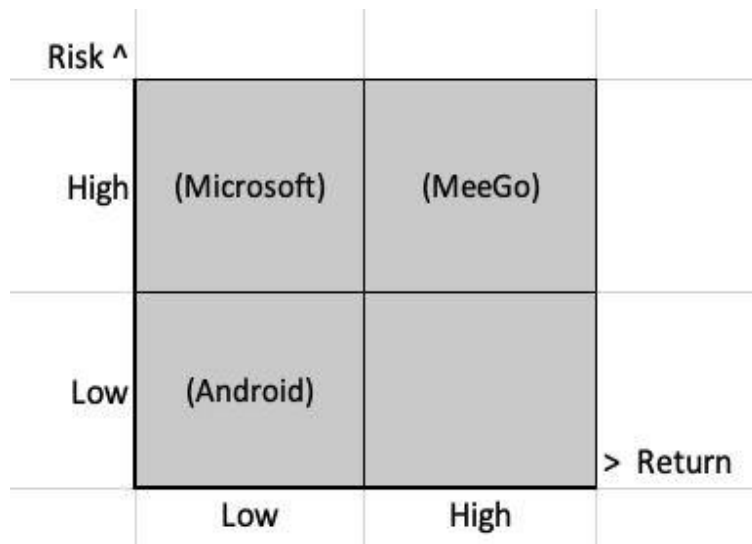 Risk ^
High (Microsoft) (MeeGo)
Low (Android)
> Return
Low High